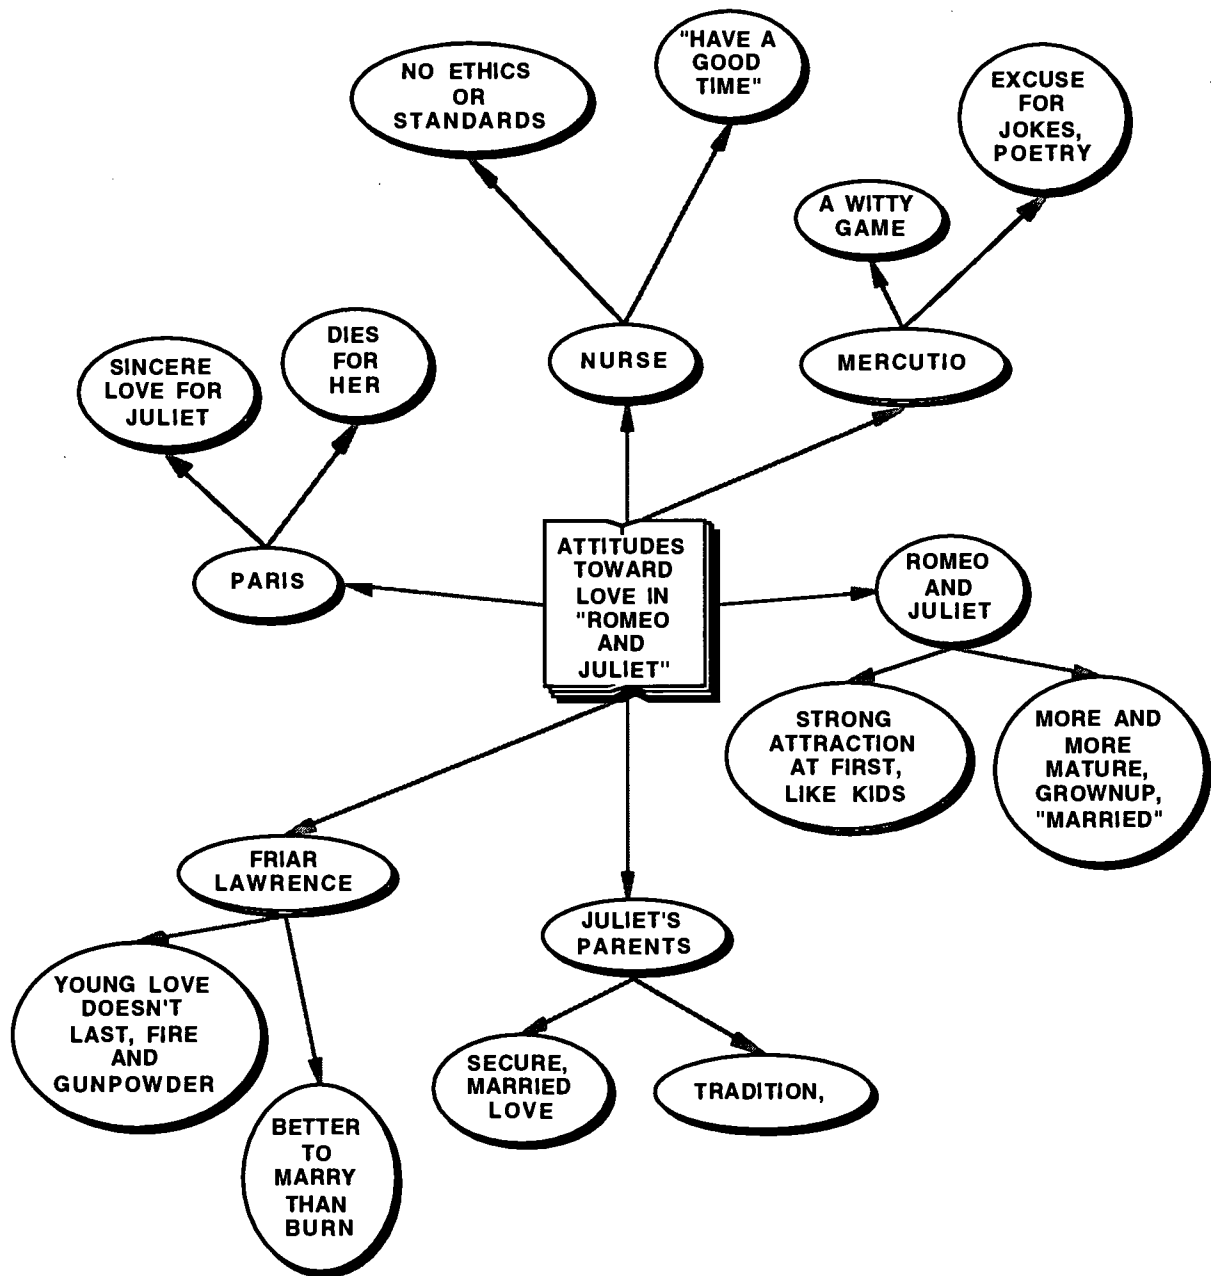 "HAVE A
GOOD
TIME"
NO ETHICS
OR
STANDARDS
EXCUSE
FOR
JOKES,
POETRY
A WITTY
GAME
NURSE
MERCUTIO
SINCERE
LOVE FOR
JULIET
DIES
FOR
HER
PARIS
ATTITUDES
TOWARD
LOVE IN
"ROMEO
AND
JULIET"
ROMEO
AND
JULIET
STRONG
ATTRACTION
AT FIRST,
LIKE KIDS
MORE AND
MORE
MATURE,
GROWNUP,
"MARRIED"
FRIAR
LAWRENCE
YOUNG LOVE
DOESN'T
LAST, FIRE
AND
GUNPOWDER
BETTER
TO
MARRY
THAN
BURN
JULIET'S
PARENTS
SECURE,
MARRIED
LOVE
TRADITION,